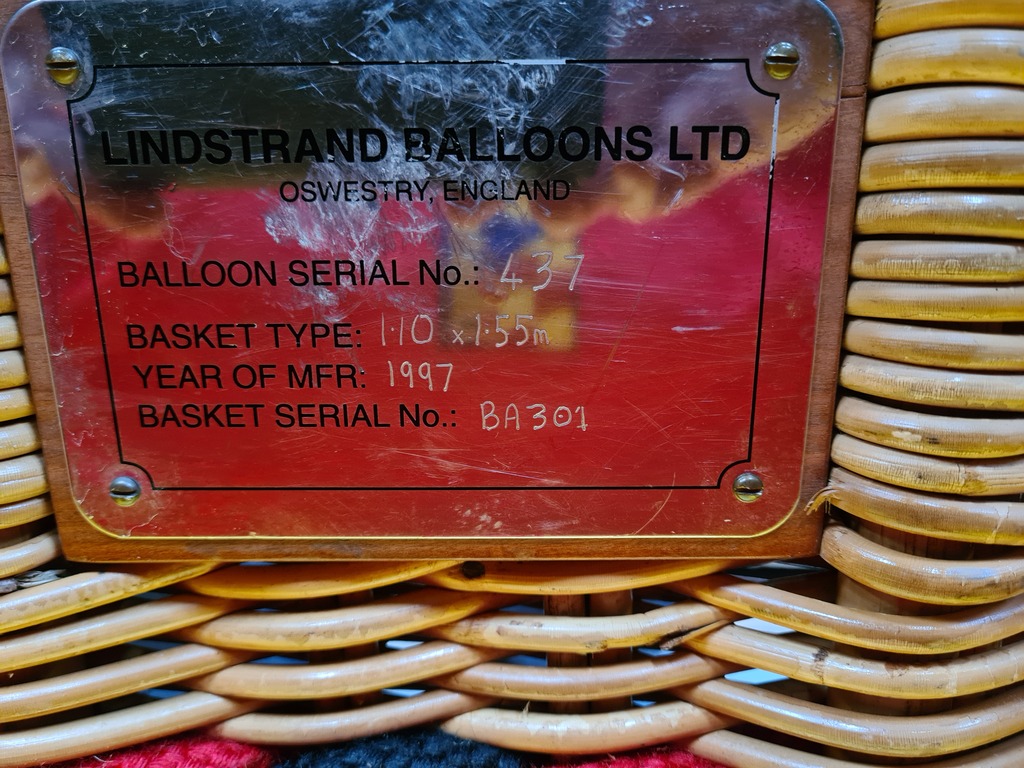 LINDSTRAND BALLOONS LTD
OSWESTRY, ENGLAND
BALLOON SERIAL No.: 437
BASKET TYPE: 1·10 x 1·55m
YEAR OF MFR: 1997
BASKET SERIAL No.: BA301